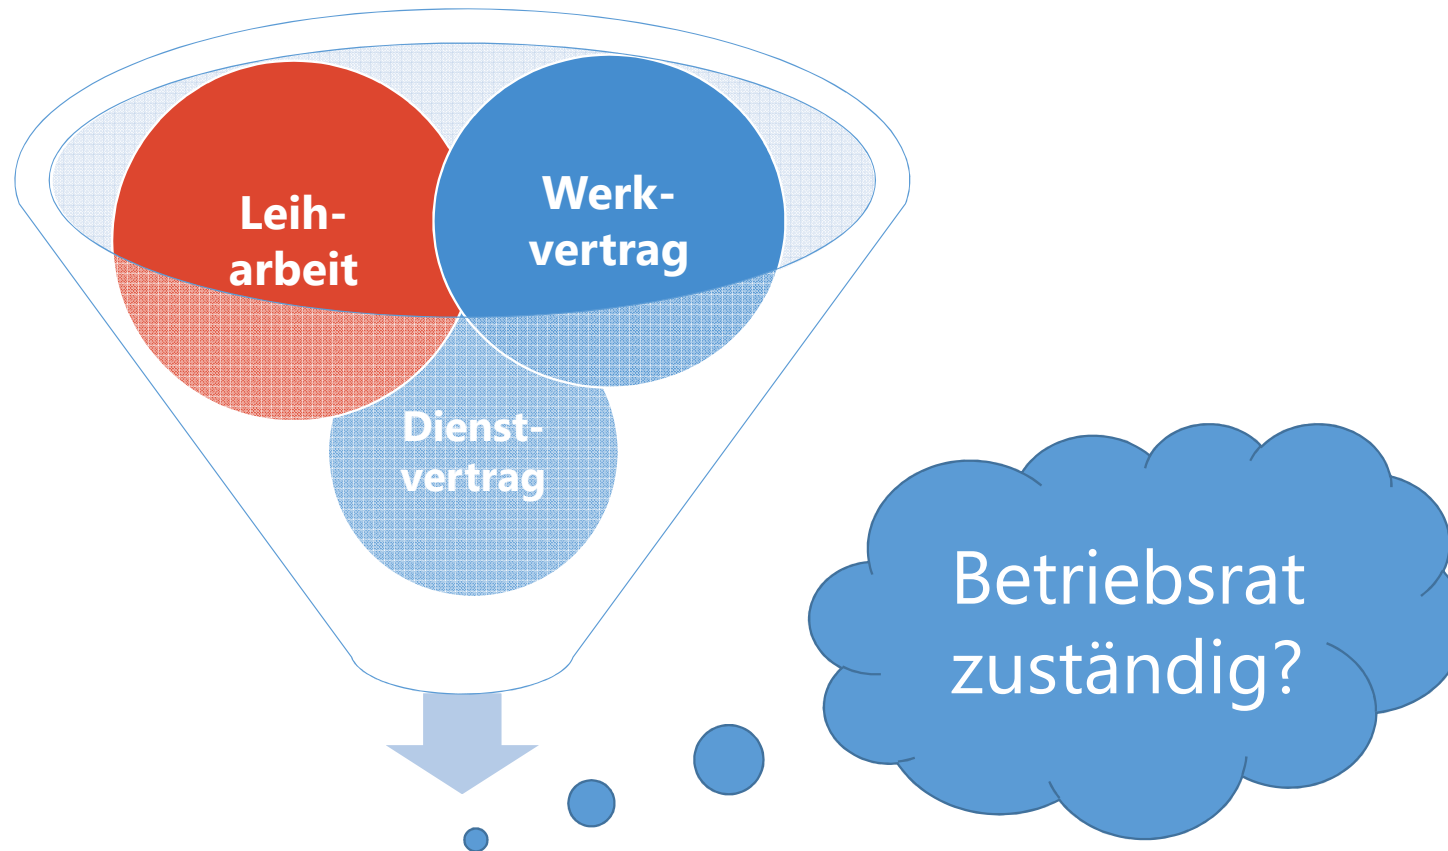 Leih-
arbeit
Werk-
vertrag
Dienst-
vertrag
Betriebsrat
zuständig?